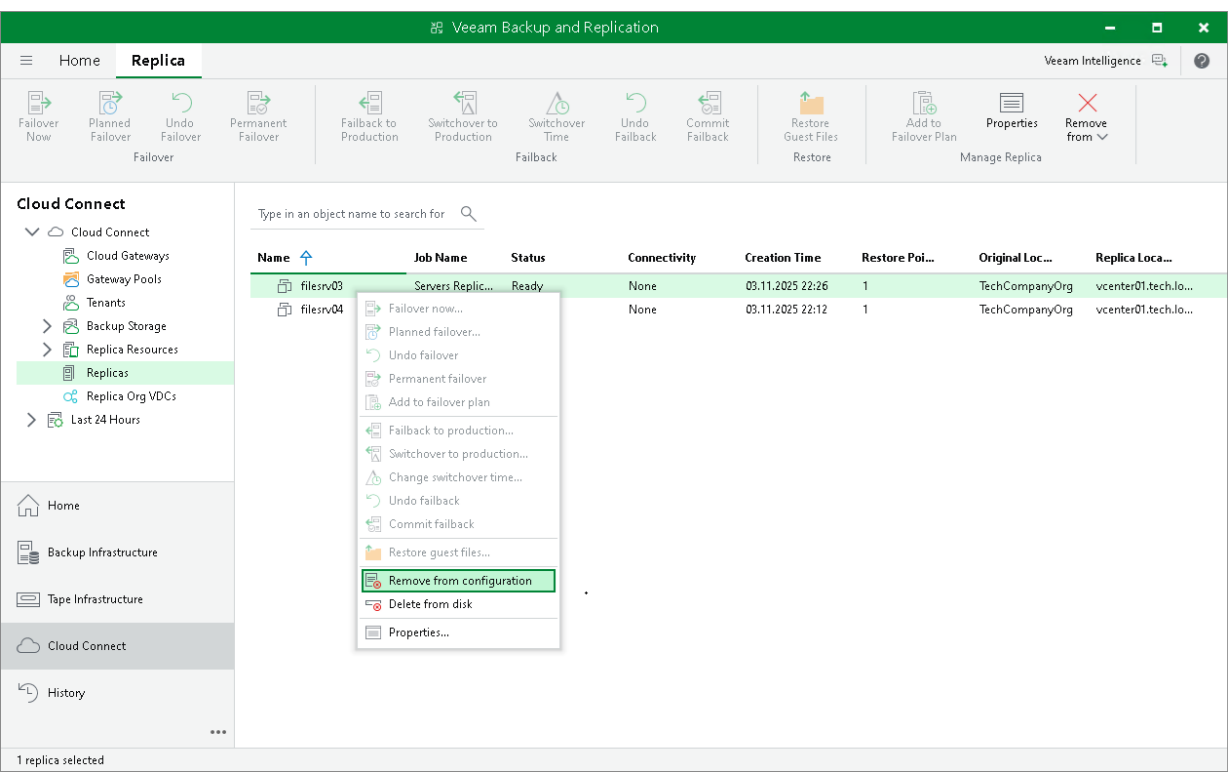 Veeam Backup and Replication
Home
Replica
Veeam Intelligence
Failover Now
Planned Failover
Undo Failover
Permanent Failover
Failover
Failback to Production
Switchover to Production
Switchover Time
Undo Failback
Commit Failback
Failback
Restore Guest Files
Restore
Add to Failover Plan
Properties
Remove from
Manage Replica
Cloud Connect
Cloud Connect
Cloud Gateways
Gateway Pools
Tenants
Backup Storage
Replica Resources
Replicas
Replica Org VDCs
Last 24 Hours
Type in an object name to search for
Name Job Name Status Connectivity Creation Time Restore Poi... Original Loc... Replica Loca...
filesrv03 Servers Replic... Ready None 03.11.2025 22:26 1 TechCompanyOrg vcenter01.tech.lo...
filesrv04 None 03.11.2025 22:12 1 TechCompanyOrg vcenter01.tech.lo...
Failover now...
Planned failover...
Undo failover
Permanent failover
Add to failover plan
Failback to production...
Switchover to production...
Change switchover time...
Undo failback
Commit failback
Restore guest files...
Remove from configuration
Delete from disk
Properties...
Home
Backup Infrastructure
Tape Infrastructure
Cloud Connect
History
1 replica selected